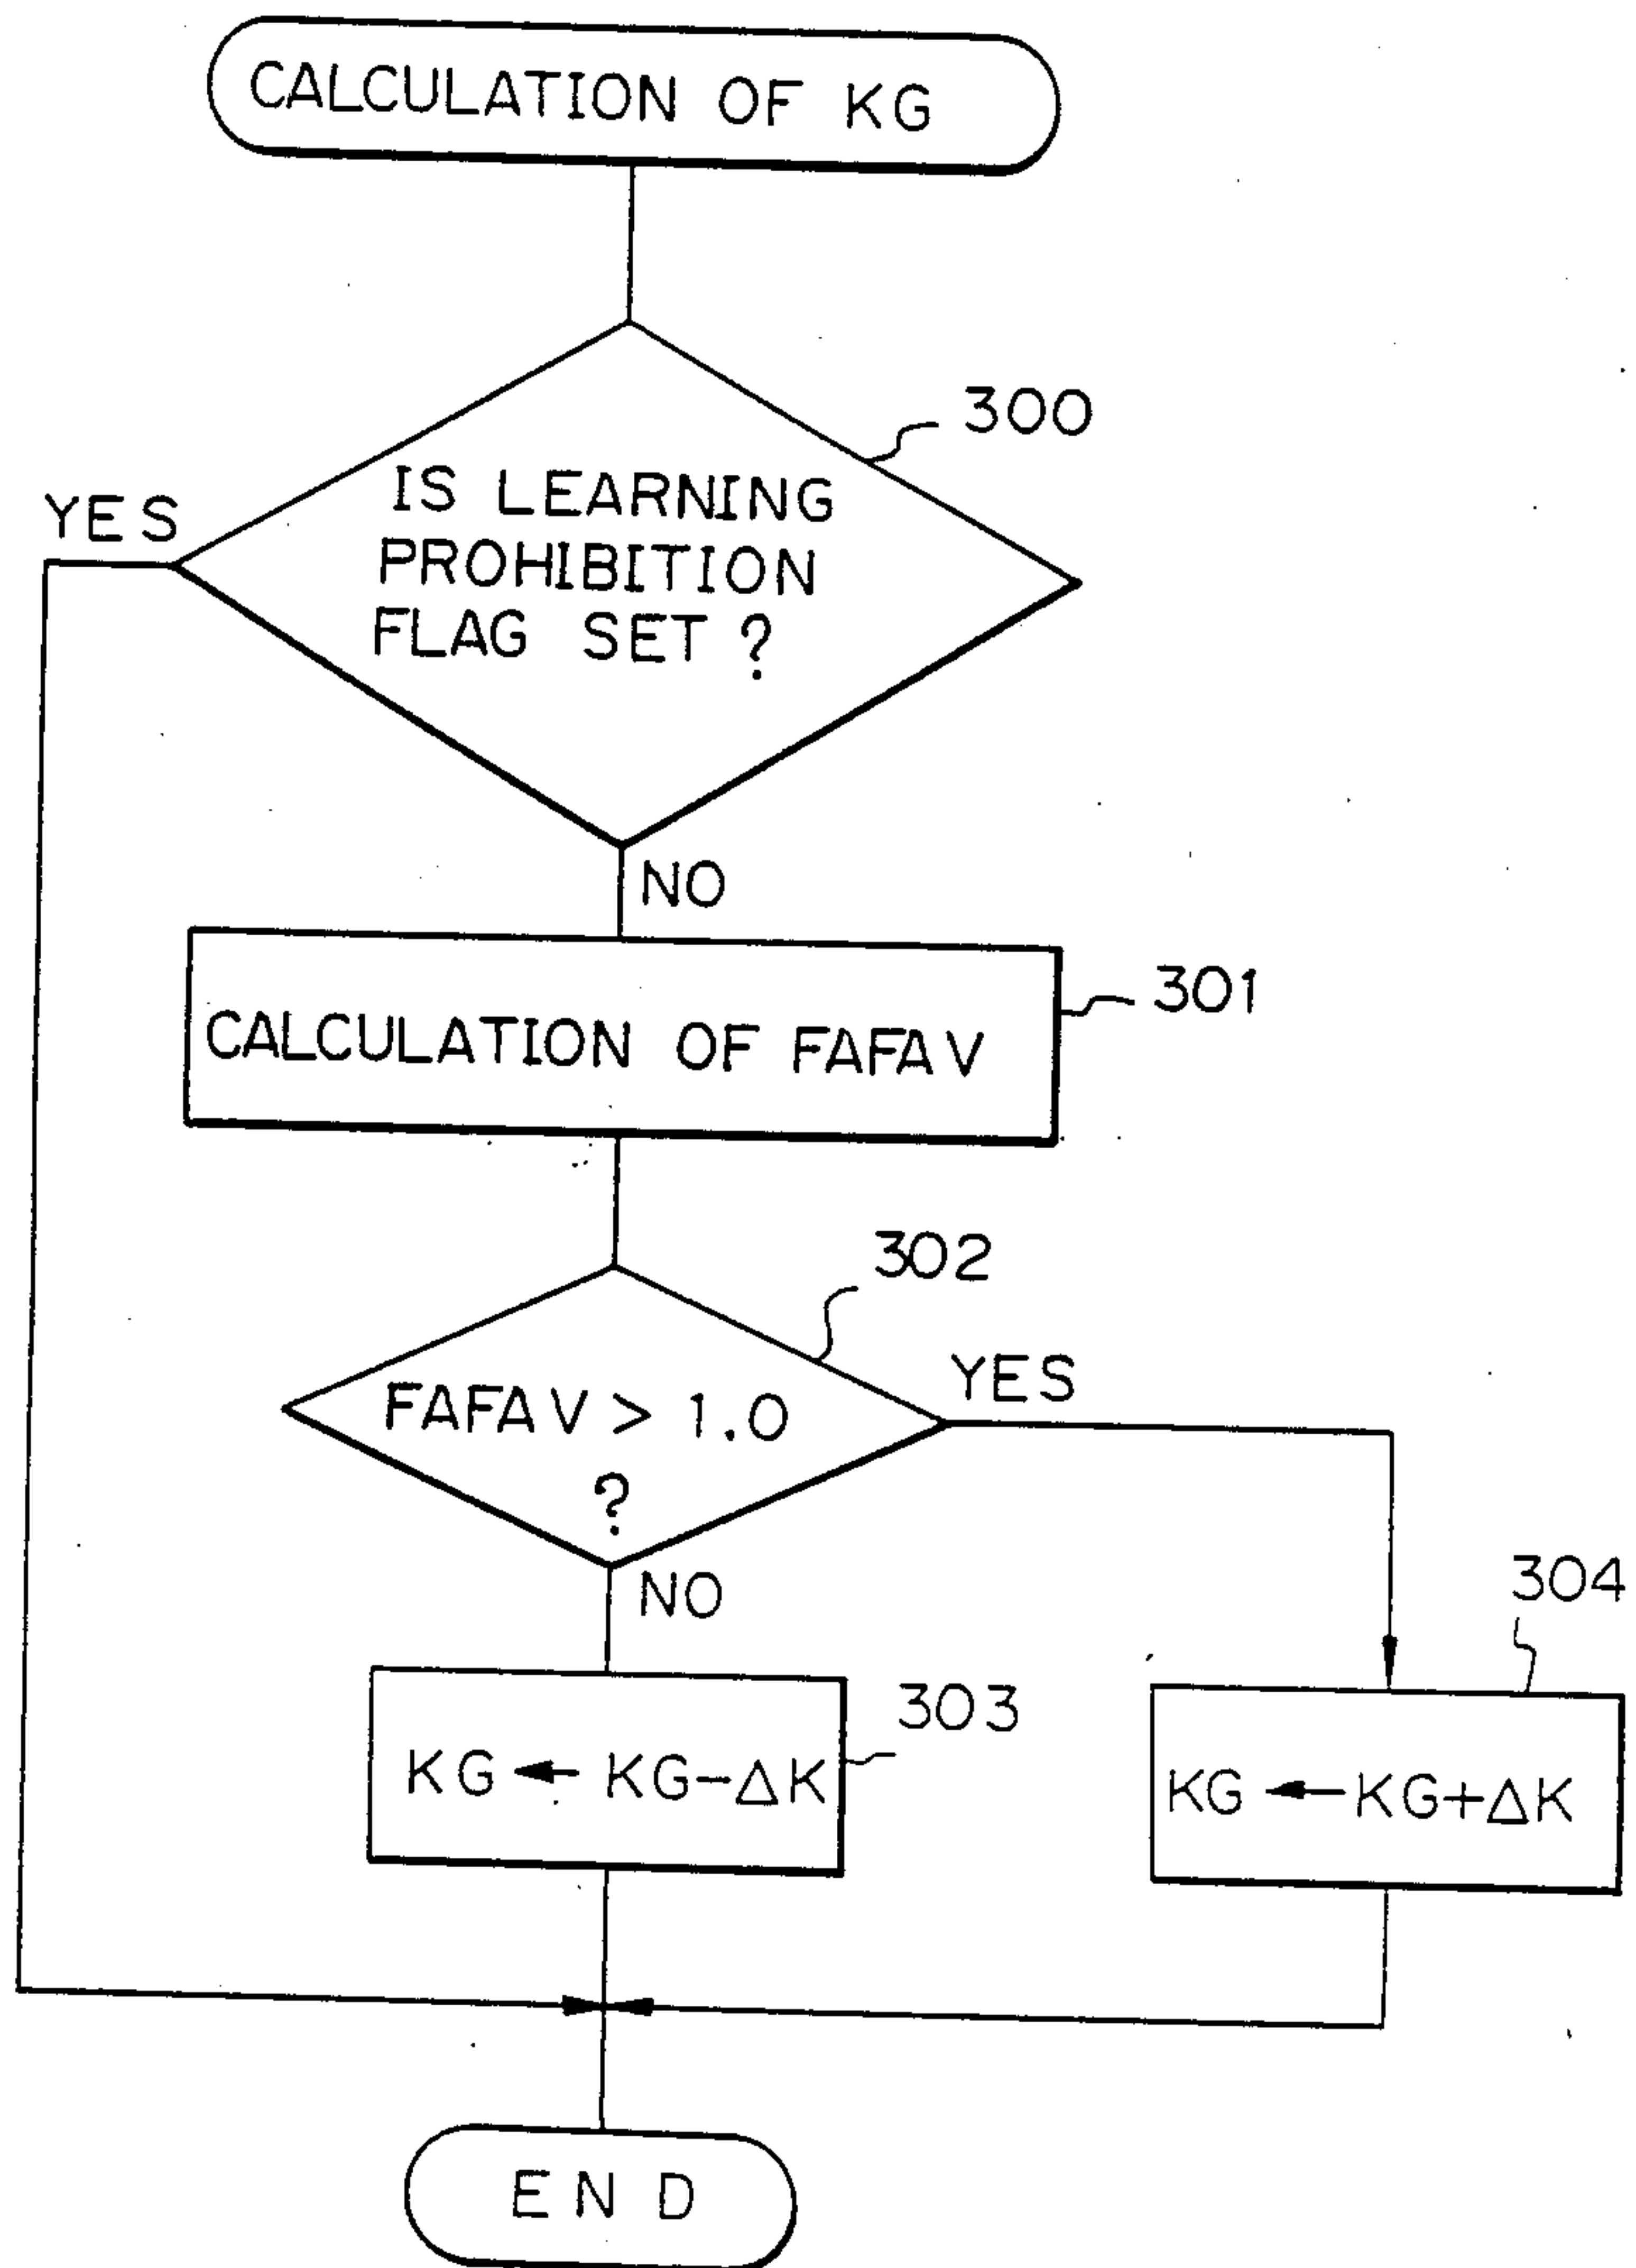 CALCULATION OF KG
300
IS LEARNING
PROHIBITION
FLAG SET ?
YES
NO
301
CALCULATION OF FAFAV
302
FAFAV > 1.0
?
YES
NO
303
KG ← KG-ΔK
304
KG ← KG+ΔK
END